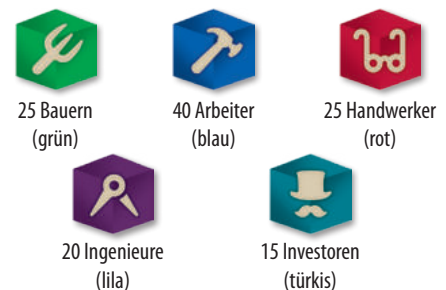 25 Bauern
(grün)
40 Arbeiter
(blau)
25 Handwerker
(rot)
20 Ingenieure
(lila)
15 Investoren
(türkis)